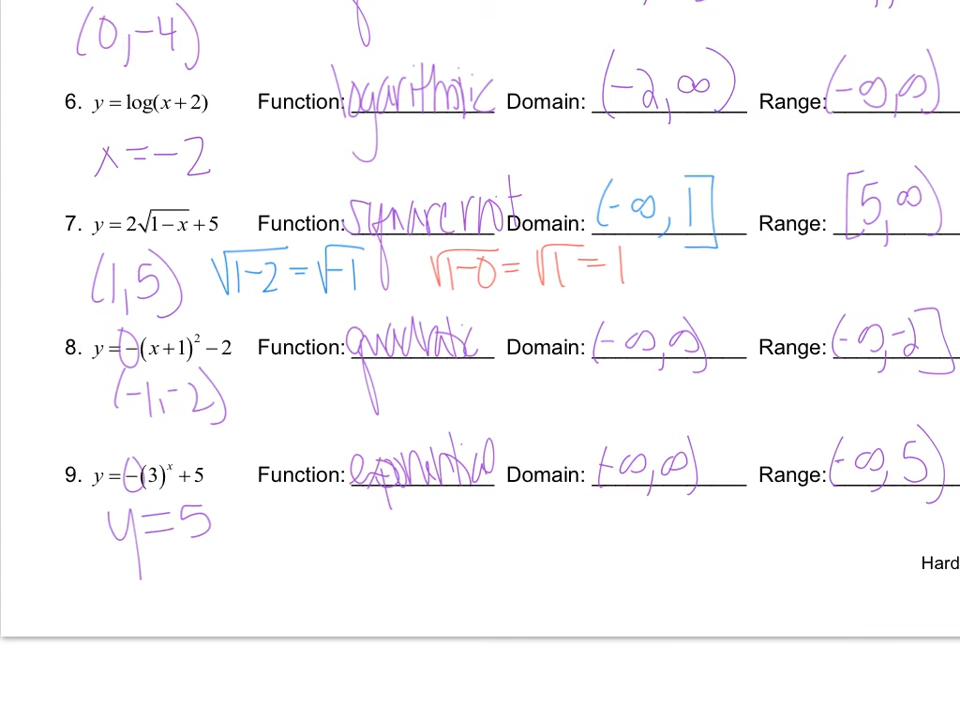 (0,-4)
6. y = log(x+2) Function: logarithmic Domain: (-2, ∞) Range: (-∞, ∞)
x = -2
7. y = 2√(1-x) + 5 Function: square root Domain: (-∞, 1] Range: [5, ∞)
(1,5) √1-2 = √-1 √1-0 = √1 = 1
8. y = -(x+1)² - 2 Function: quadratic Domain: (-∞, ∞) Range: (-∞, -2]
(-1,-2)
9. y = -(3)ˣ + 5 Function: exponential Domain: (-∞, ∞) Range: (-∞, 5)
y = 5
Hard